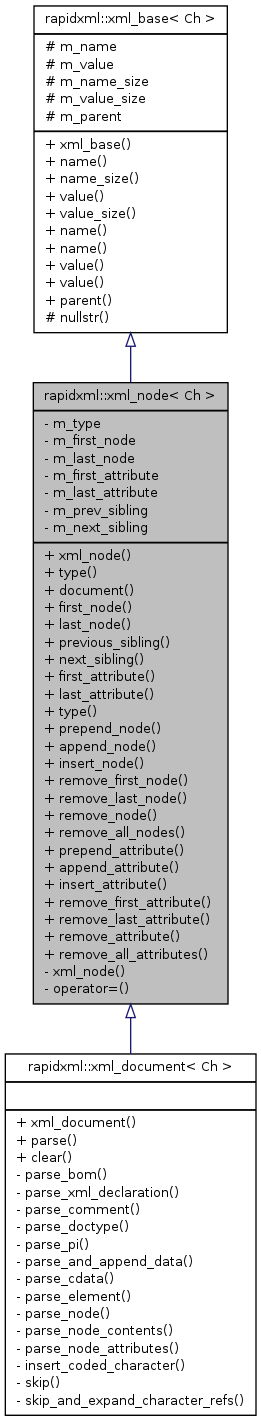 rapidxml::xml_base< Ch >
# m_name
# m_value
# m_name_size
# m_value_size
# m_parent
+ xml_base()
+ name()
+ name_size()
+ value()
+ value_size()
+ name()
+ name()
+ value()
+ value()
+ parent()
# nullstr()
rapidxml::xml_node< Ch >
- m_type
- m_first_node
- m_last_node
- m_first_attribute
- m_last_attribute
- m_prev_sibling
- m_next_sibling
+ xml_node()
+ type()
+ document()
+ first_node()
+ last_node()
+ previous_sibling()
+ next_sibling()
+ first_attribute()
+ last_attribute()
+ type()
+ prepend_node()
+ append_node()
+ insert_node()
+ remove_first_node()
+ remove_last_node()
+ remove_node()
+ remove_all_nodes()
+ prepend_attribute()
+ append_attribute()
+ insert_attribute()
+ remove_first_attribute()
+ remove_last_attribute()
+ remove_attribute()
+ remove_all_attributes()
- xml_node()
- operator=()
rapidxml::xml_document< Ch >
+ xml_document()
+ parse()
+ clear()
- parse_bom()
- parse_xml_declaration()
- parse_comment()
- parse_doctype()
- parse_pi()
- parse_and_append_data()
- parse_cdata()
- parse_element()
- parse_node()
- parse_node_contents()
- parse_node_attributes()
- insert_coded_character()
- skip()
- skip_and_expand_character_refs()